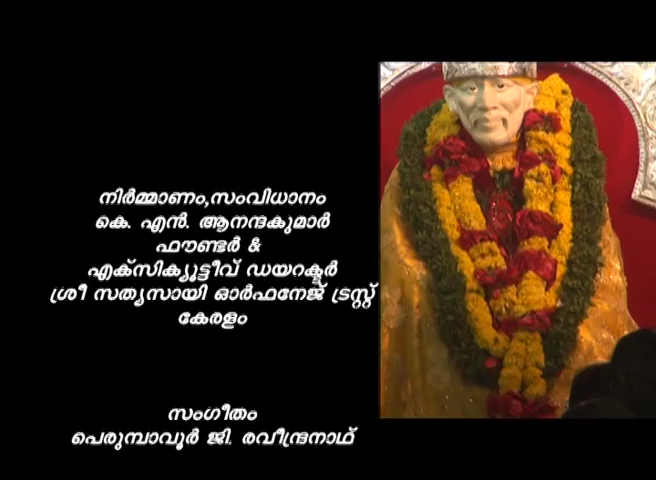 നിർമ്മാണം,സംവിധാനം
കെ. എൻ. ആനന്ദകുമാർ
ഫൗണ്ടർ &
എക്സിക്യൂട്ടീവ് ഡയറക്ടർ
ശ്രീ സത്യസായി ഓർഫനേജ് ട്രസ്റ്റ്
കേരളം
സംഗീതം
പെരുമ്പാവൂർ ജി. രവീന്ദ്രനാഥ്